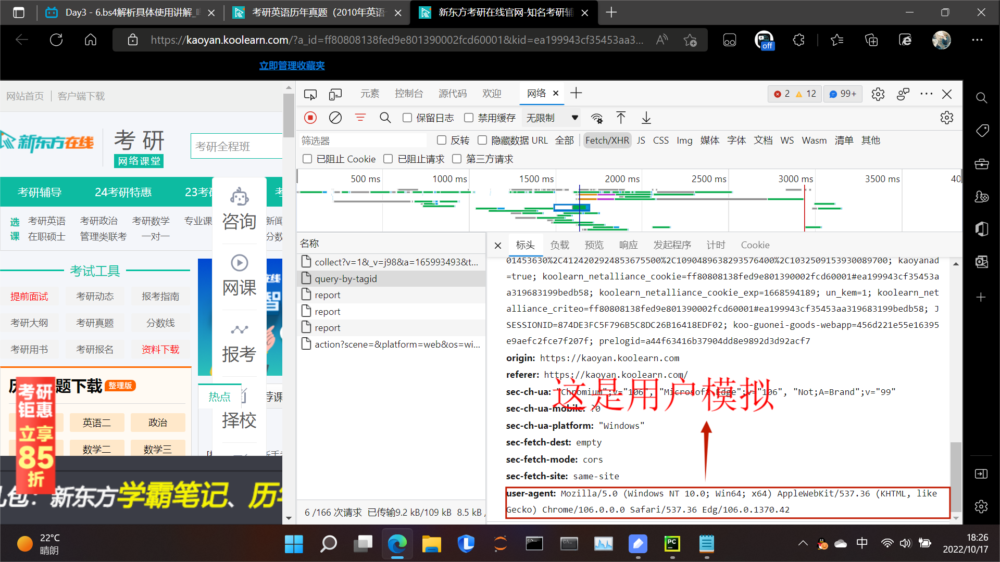 Day3 - 6.bs4解析具体使用讲解_
考研英语历年真题（2010年英语
新东方考研在线官网-知名考研辅
https://kaoyan.koolearn.com/?a_id=ff80808138fed9e801390002fcd60001&kid=ea199943cf35453aa3...
off
立即管理收藏夹
网站首页 客户端下载
新东方在线
考研
网络课堂
考研全程班
考研辅导 24考研特惠 23考研 考
选课
考研英语 考研政治 考研数学 专业课 新闻
在职硕士 管理类联考 一对一 分数
咨询
网课
报考
择校
考试工具
提前面试 考研动态 报考指南
考研大纲 考研真题 分数线
考研用书 考研报名 资料下载
历 题下载 整理版
英语二 政治
数学二 数学三
热点 荐课
考研
钜惠
立享
85
折
礼包：新东方学霸笔记、历年
元素 控制台 源代码 欢迎 网络
2 12 99+
保留日志 禁用缓存 无限制
筛选器 反转 隐藏数据 URL 全部 Fetch/XHR JS CSS Img 媒体 字体 文档 WS Wasm 清单 其他
已阻止 Cookie 已阻止请求 第三方请求
500 ms 1000 ms 1500 ms 2000 ms 2500 ms 3000 ms 3500 ms 40
名称
collect?v=1&_v=j98&a=165993493&t...
query-by-tagid
report
report
report
action?scene=&platform=web&os=wi...
6 /166 次请求 已传输9.2 kB/109 kB 8.5 kB /
标头 负载 预览 响应 发起程序 计时 Cookie
01453630%2C4124202924853675500%2C1090489638293576400%2C1032509153930089700; kaoyanad
=true; koolearn_netalliance_cookie=ff80808138fed9e801390002fcd60001#ea199943cf35453a
a319683199bedb58; koolearn_netalliance_cookie_exp=1668594189; un_kem=1; koolearn_net
alliance_criteo=ff80808138fed9e801390002fcd60001#ea199943cf35453aa319683199bedb58; J
SESSIONID=874DE3FC5F796B5C8DC26B16418EDF02; koo-guonei-goods-webapp=456d221e55e16395
e9aefc2fce7f207f; prelogid=a44f63416b37904dd8e9892d3d92acf7
origin: https://kaoyan.koolearn.com
referer: https://kaoyan.koolearn.com/
sec-ch-ua: "Chromium";v="106", "Microsoft Edge";v="106", "Not;A=Brand";v="99"
这是用户模拟
sec-ch-ua-mobile: ?0
sec-ch-ua-platform: "Windows"
sec-fetch-dest: empty
sec-fetch-mode: cors
sec-fetch-site: same-site
user-agent: Mozilla/5.0 (Windows NT 10.0; Win64; x64) AppleWebKit/537.36 (KHTML, like
Gecko) Chrome/106.0.0.0 Safari/537.36 Edg/106.0.1370.42
22°C
晴朗
PC
中
18:26
2022/10/17